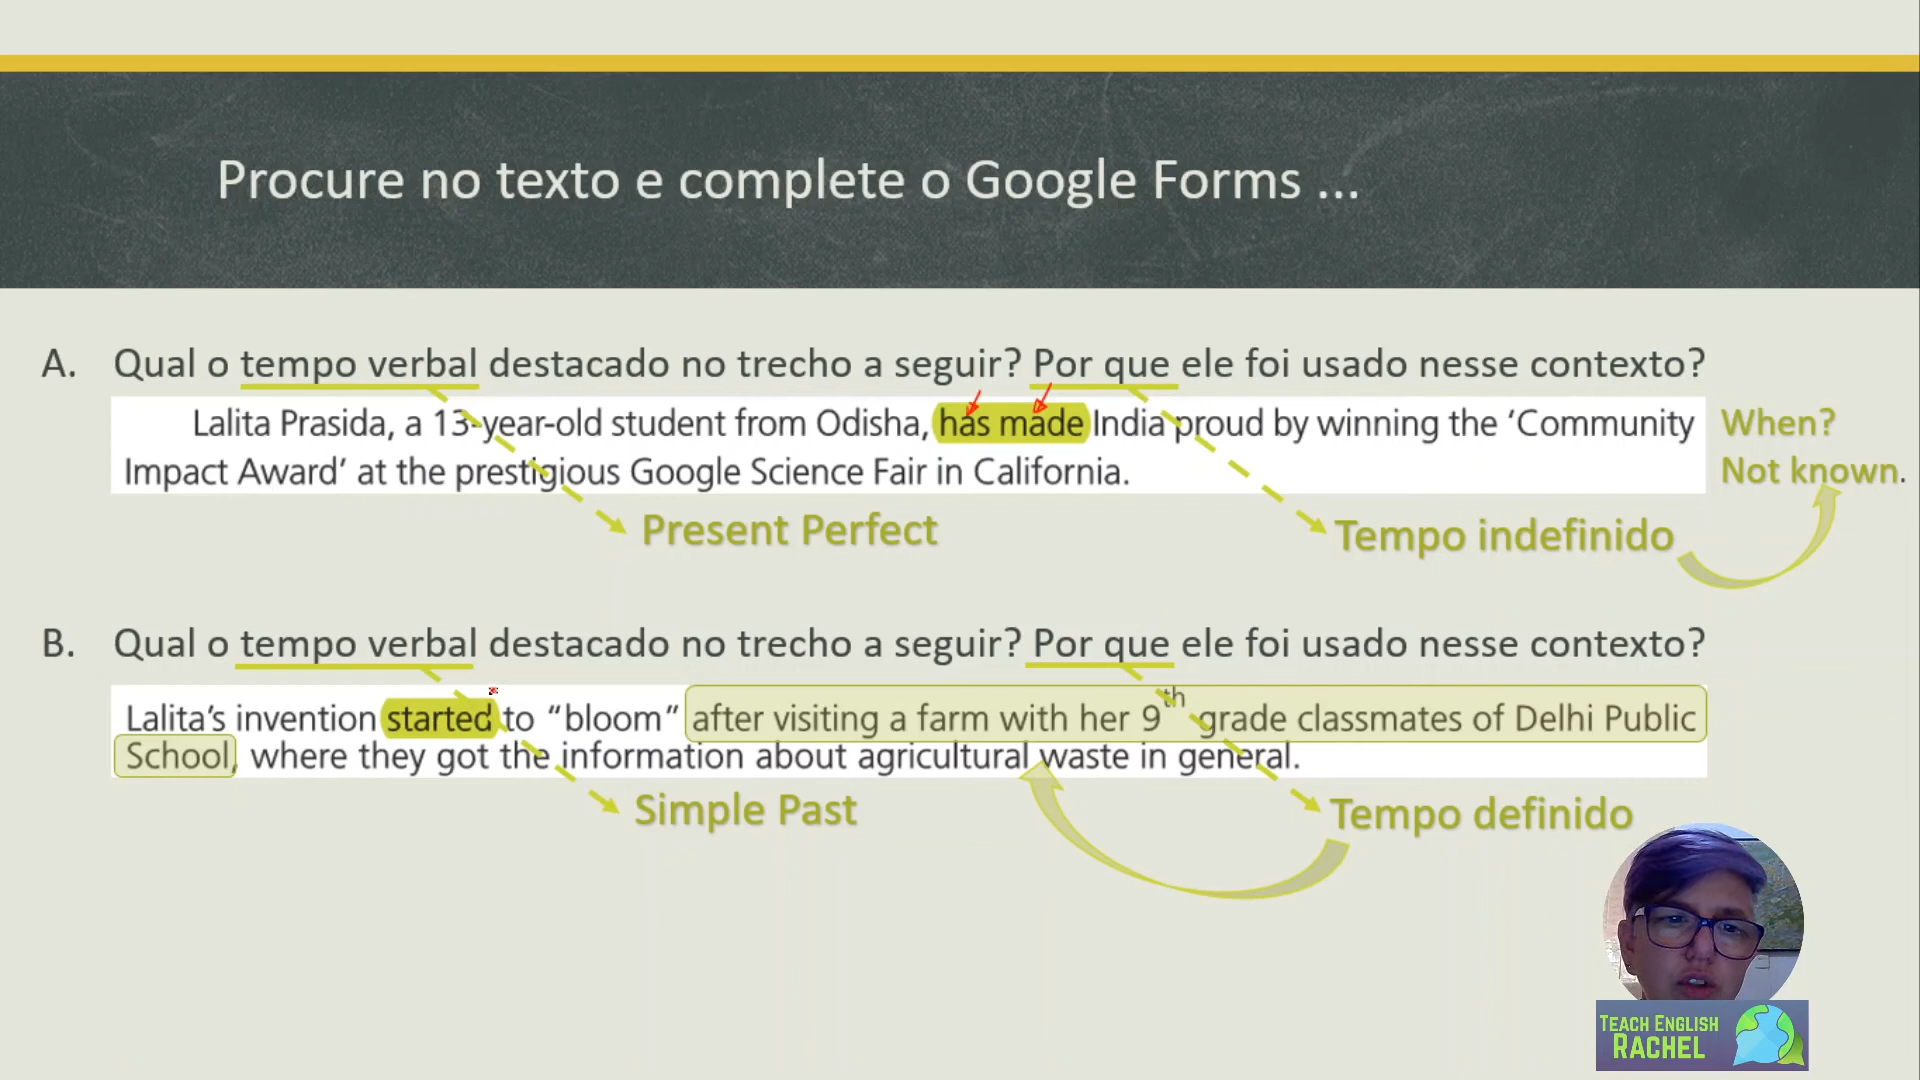 Procure no texto e complete o Google Forms ...
A. Qual o tempo verbal destacado no trecho a seguir? Por que ele foi usado nesse contexto?
Lalita Prasida, a 13-year-old student from Odisha, has made India proud by winning the ‘Community
Impact Award’ at the prestigious Google Science Fair in California.
When?
Not known.
Present Perfect
Tempo indefinido
B. Qual o tempo verbal destacado no trecho a seguir? Por que ele foi usado nesse contexto?
Lalita’s invention started to “bloom” after visiting a farm with her 9th grade classmates of Delhi Public
School, where they got the information about agricultural waste in general.
Simple Past
Tempo definido
TEACH ENGLISH
RACHEL